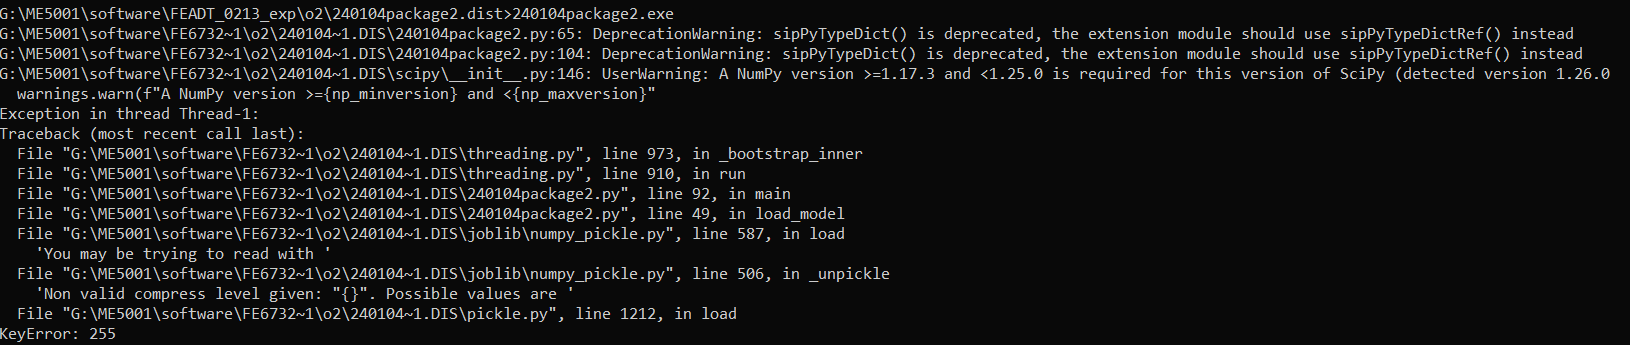 G:\ME5001\software\FEADT_0213_exp\o2\240104package2.dist>240104package2.exe
G:\ME5001\software\FE6732~1\o2\240104~1.DIS\240104package2.py:65: DeprecationWarning: sipPyTypeDict() is deprecated, the extension module should use sipPyTypeDictRef() instead
G:\ME5001\software\FE6732~1\o2\240104~1.DIS\240104package2.py:104: DeprecationWarning: sipPyTypeDict() is deprecated, the extension module should use sipPyTypeDictRef() instead
G:\ME5001\software\FE6732~1\o2\240104~1.DIS\scipy\__init__.py:146: UserWarning: A NumPy version >=1.17.3 and <1.25.0 is required for this version of SciPy (detected version 1.26.0
  warnings.warn(f"A NumPy version >={np_minversion} and <{np_maxversion}"
Exception in thread Thread-1:
Traceback (most recent call last):
  File "G:\ME5001\software\FE6732~1\o2\240104~1.DIS\threading.py", line 973, in _bootstrap_inner
  File "G:\ME5001\software\FE6732~1\o2\240104~1.DIS\threading.py", line 910, in run
  File "G:\ME5001\software\FE6732~1\o2\240104~1.DIS\240104package2.py", line 92, in main
  File "G:\ME5001\software\FE6732~1\o2\240104~1.DIS\240104package2.py", line 49, in load_model
  File "G:\ME5001\software\FE6732~1\o2\240104~1.DIS\joblib\numpy_pickle.py", line 587, in load
    'You may be trying to read with '
  File "G:\ME5001\software\FE6732~1\o2\240104~1.DIS\joblib\numpy_pickle.py", line 506, in _unpickle
    'Non valid compress level given: "{}". Possible values are '
  File "G:\ME5001\software\FE6732~1\o2\240104~1.DIS\pickle.py", line 1212, in load
KeyError: 255